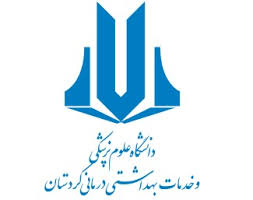 دانشگاه علوم پزشکی
و خدمات بهداشتی درمانی کردستان